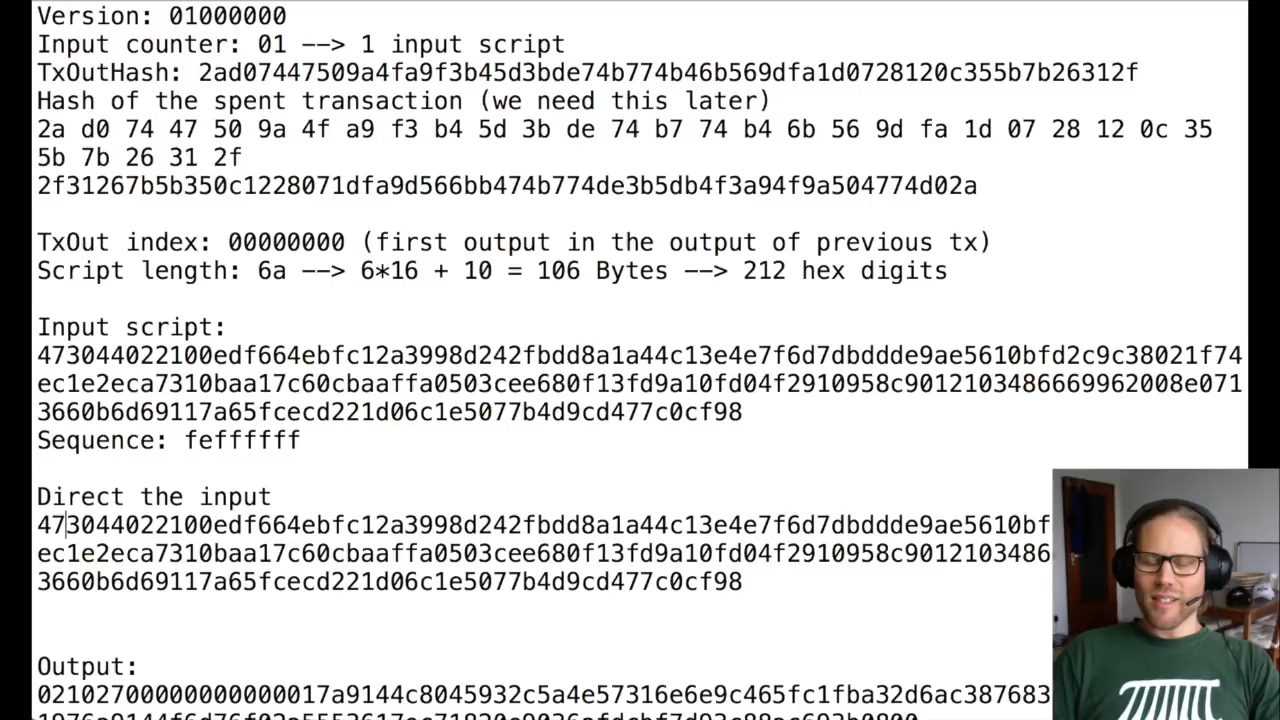 Version: 01000000
Input counter: 01 --> 1 input script
TxOutHash: 2ad07447509a4fa9f3b45d3bde74b774b46b569dfa1d0728120c355b7b26312f
Hash of the spent transaction (we need this later)
2a d0 74 47 50 9a 4f a9 f3 b4 5d 3b de 74 b7 74 b4 6b 56 9d fa 1d 07 28 12 0c 35
5b 7b 26 31 2f
2f31267b5b350c1228071dfa9d566bb474b774de3b5db4f3a94f9a504774d02a
TxOut index: 00000000 (first output in the output of previous tx)
Script length: 6a --> 6*16 + 10 = 106 Bytes --> 212 hex digits
Input script:
473044022100edf664ebfc12a3998d242fbdd8a1a44c13e4e7f6d7dbddde9ae5610bfd2c9c38021f74
ec1e2eca7310baa17c60cbaaffa0503cee680f13fd9a10fd04f2910958c9012103486669962008e071
3660b6d69117a65fcecd221d06c1e5077b4d9cd477c0cf98
Sequence: feffffff
Direct the input
473044022100edf664ebfc12a3998d242fbdd8a1a44c13e4e7f6d7dbddde9ae5610bf
ec1e2eca7310baa17c60cbaaffa0503cee680f13fd9a10fd04f2910958c9012103486
3660b6d69117a65fcecd221d06c1e5077b4d9cd477c0cf98
Output:
02102700000000000017a9144c8045932c5a4e57316e6e9c465fc1fba32d6ac387683